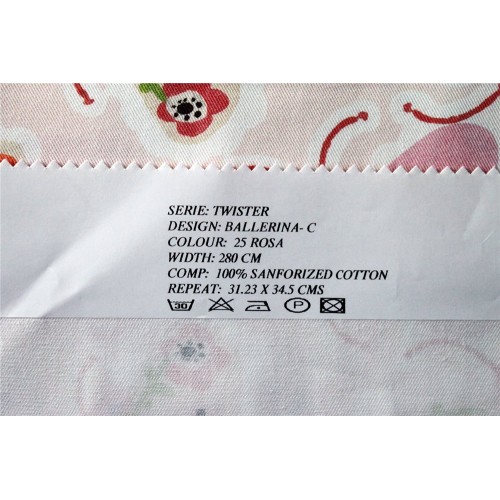 SERIE: TWISTER
DESIGN: BALLERINA- C
COLOUR: 25 ROSA
WIDTH: 280 CM
COMP: 100% SANFORIZED COTTON
REPEAT: 31.23 X 34.5 CMS
30 P